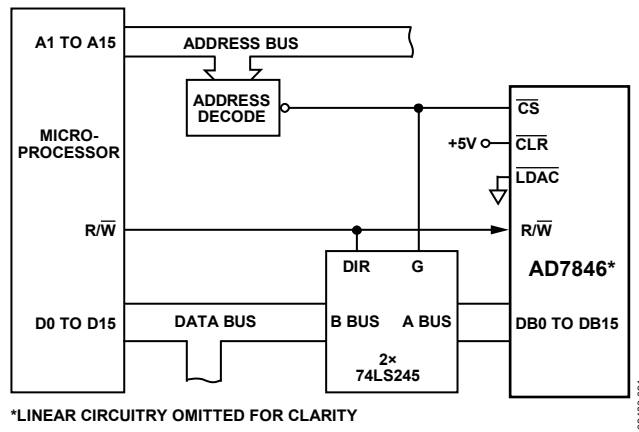 A1 TO A15
ADDRESS BUS
ADDRESS
DECODE
MICRO-
PROCESSOR
CS
+5V
CLR
LDAC
R/W
R/W
DIR
G
AD7846*
D0 TO D15
DATA BUS
B BUS
A BUS
DB0 TO DB15
2×
74LS245
*LINEAR CIRCUITRY OMITTED FOR CLARITY